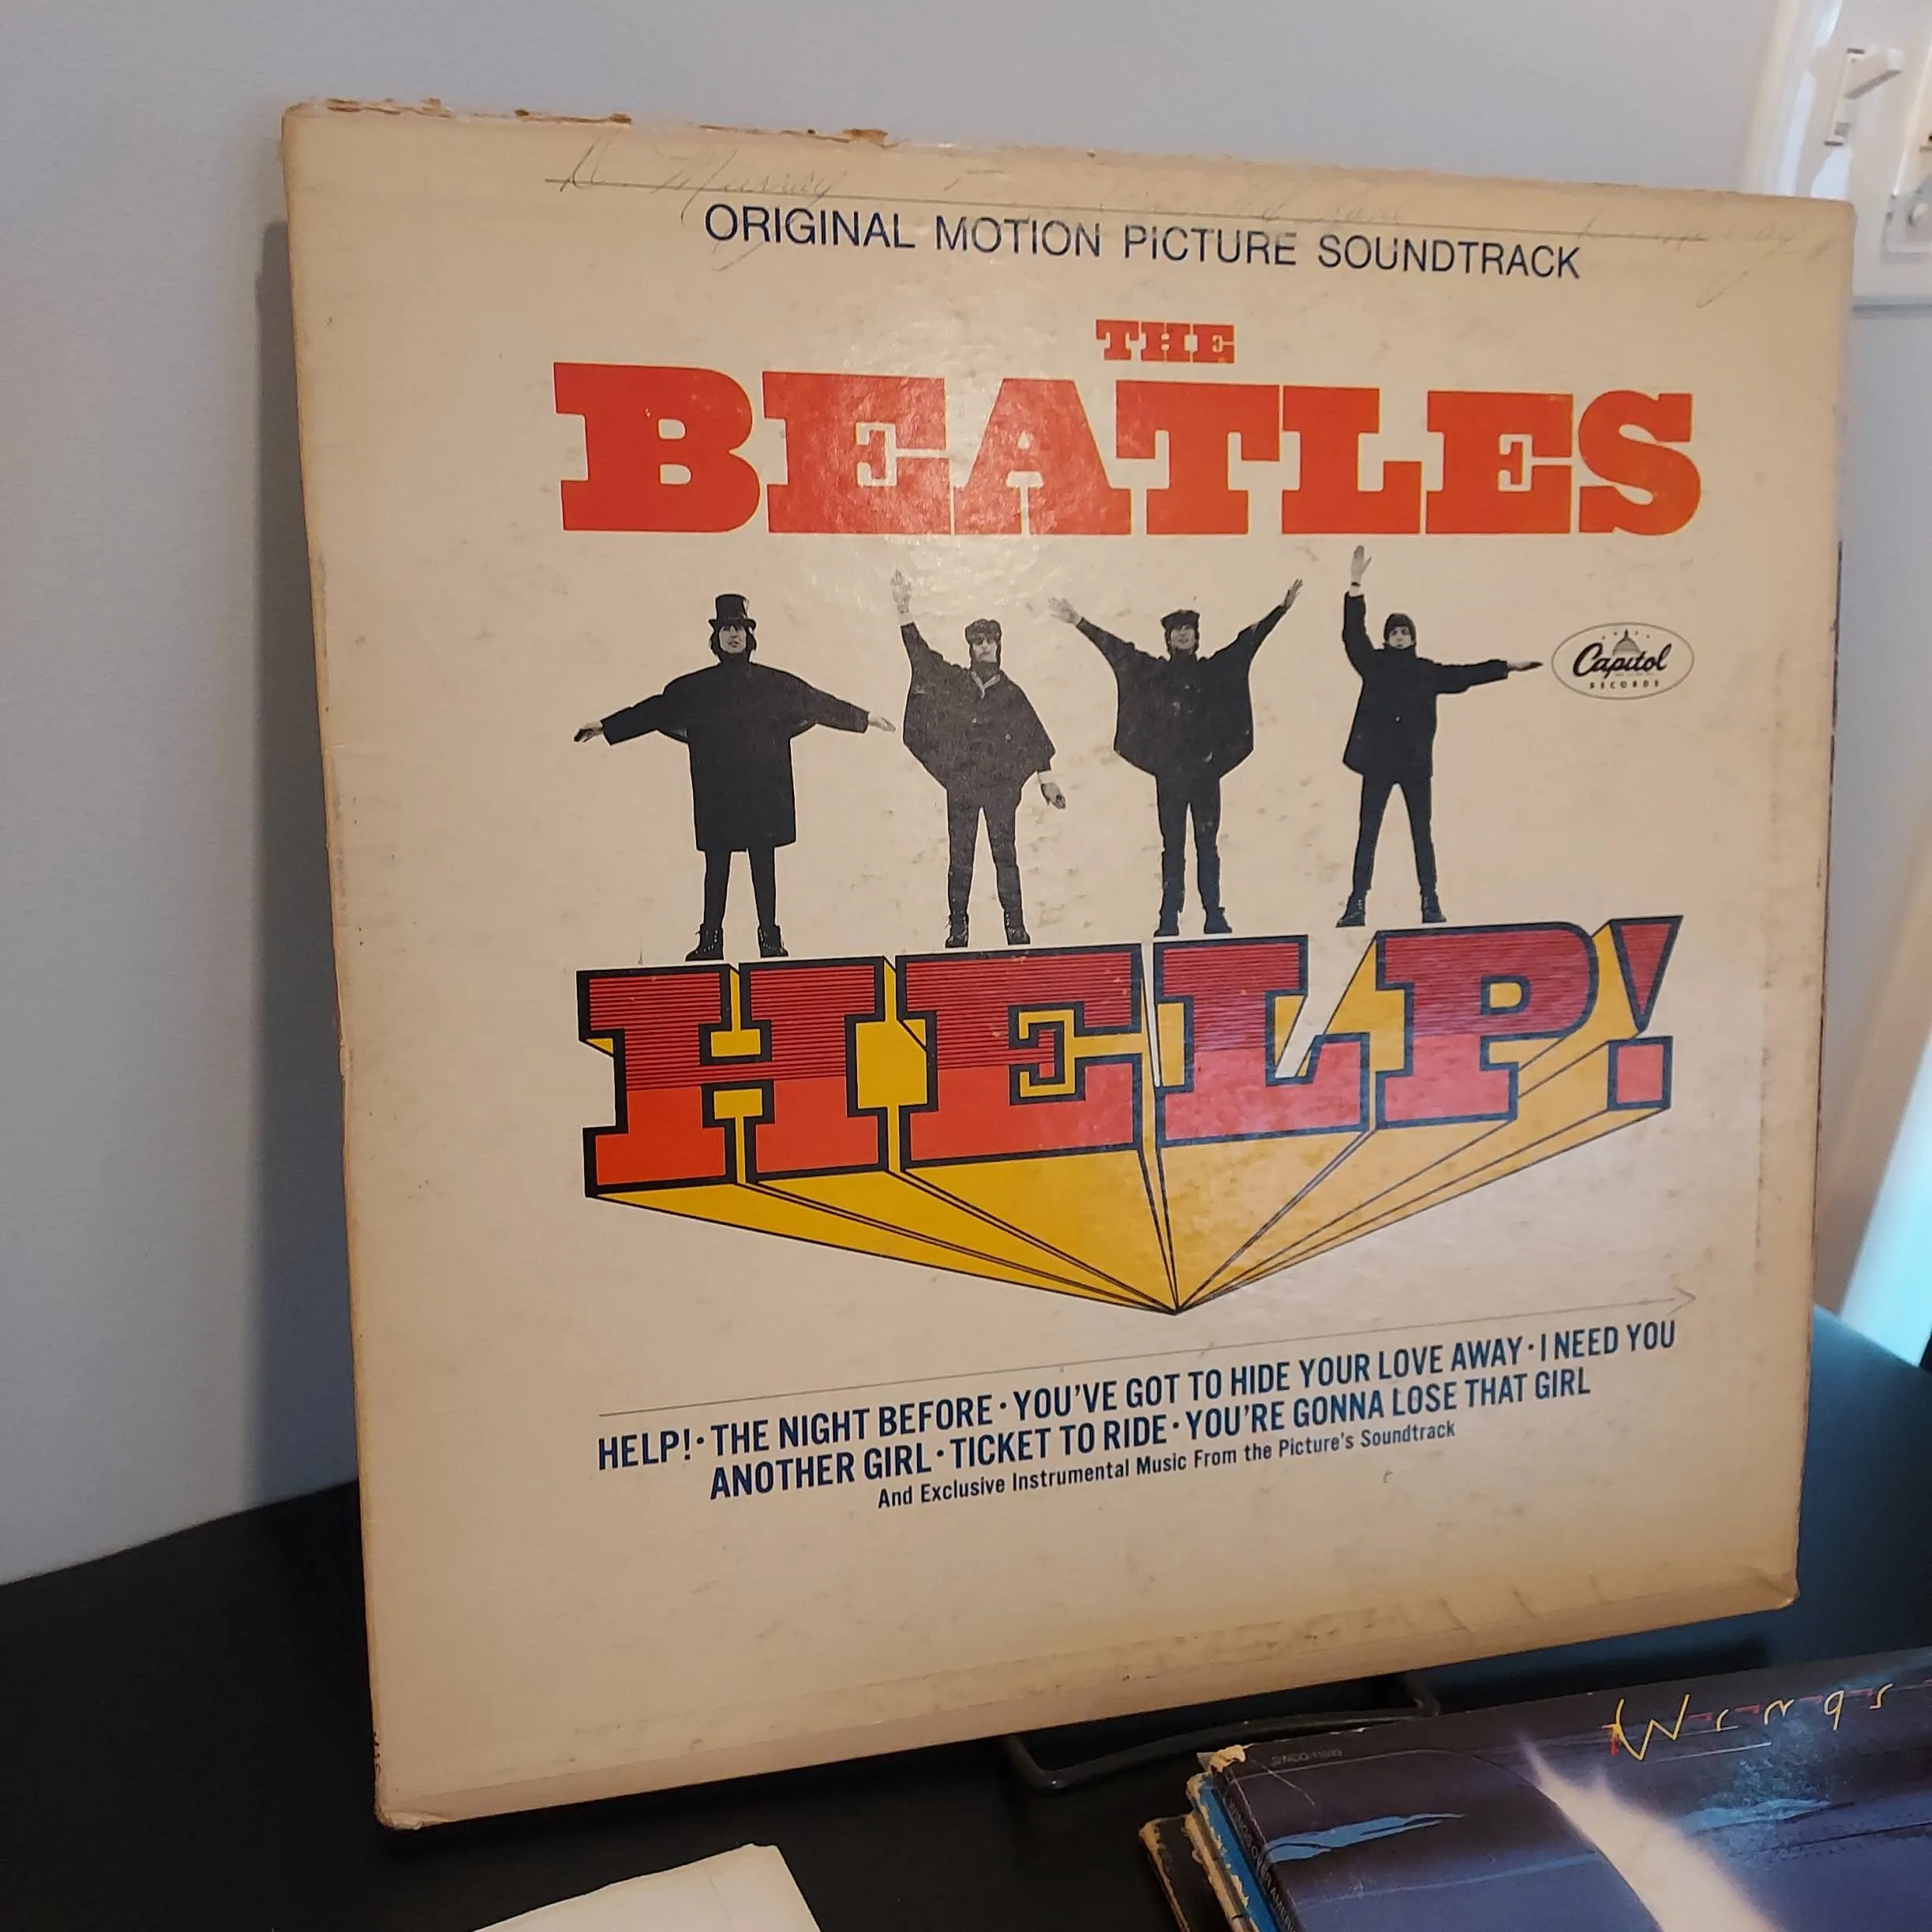 Murray
ORIGINAL MOTION PICTURE SOUNDTRACK
THE
BEATLES
Capitol
RECORDS
HELP!
HELP! · THE NIGHT BEFORE · YOU'VE GOT TO HIDE YOUR LOVE AWAY · I NEED YOU
ANOTHER GIRL · TICKET TO RIDE · YOU'RE GONNA LOSE THAT GIRL
And Exclusive Instrumental Music From the Picture's Soundtrack
Wings